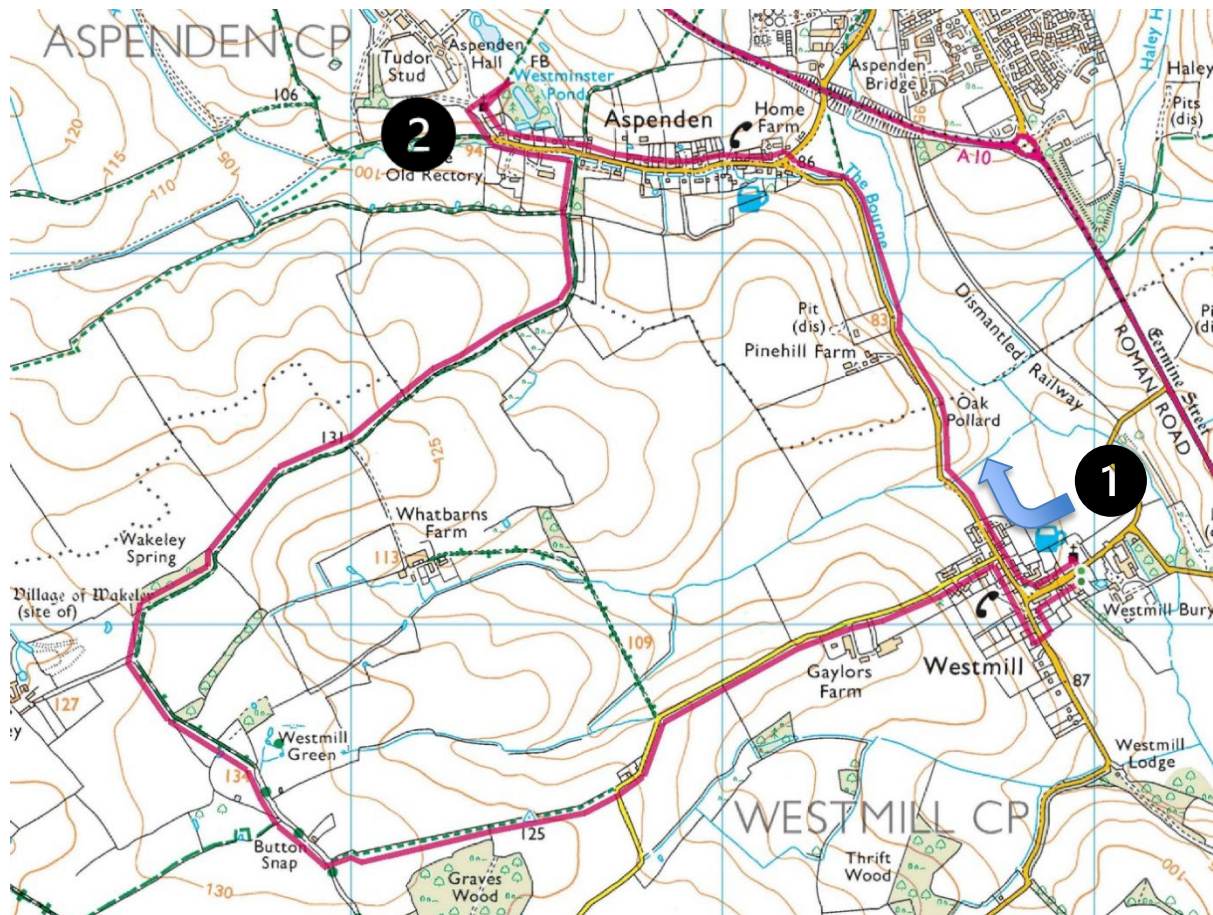 ASPENDEN CP
Tudor
Stud
Aspenden
Hall
FB
Westminster
Pond
106
120
115
110
105
100
2
94
Old Rectory
Aspenden
Home
Farm
86
Aspenden
Bridge
95
A10
Haley H
Haley
Pits
(dis)
The Bourne
Pit
(dis)
83
Pinehill Farm
Dismantled
Railway
Ermine Street
ROMAN ROAD
Oak
Pollard
1
131
125
Wakeley
Spring
Whatbarns
Farm
113
Village of Wakeley
(site of)
127
109
Gaylors
Farm
Westmill
Westmill Bury
87
Westmill
Lodge
Westmill
Green
134
Button
Snap
125
130
Graves
Wood
WESTMILL CP
Thrift
Wood
100